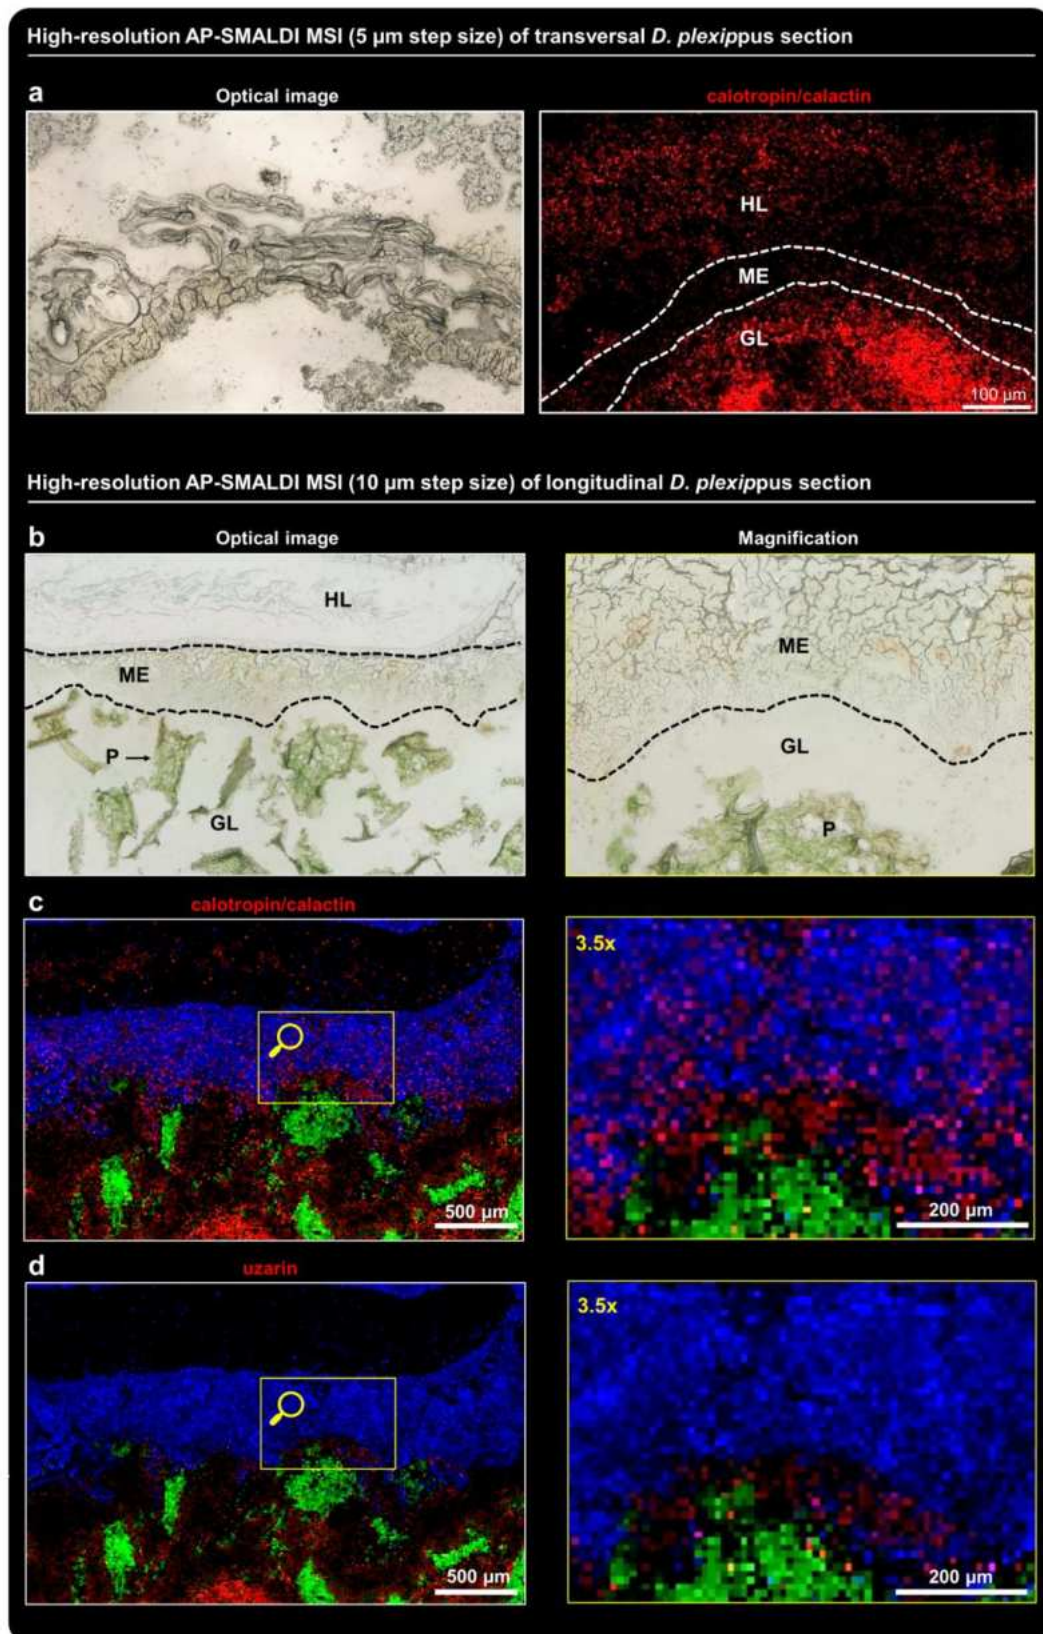 High-resolution AP-SMALDI MSI (5 µm step size) of transversal D. plexippus section
a
Optical image
calotropin/calactin
HL
ME
GL
100 µm
High-resolution AP-SMALDI MSI (10 µm step size) of longitudinal D. plexippus section
b
Optical image
Magnification
HL
ME
P
GL
ME
GL
P
c
calotropin/calactin
500 µm
3.5x
200 µm
d
uzarin
500 µm
3.5x
200 µm